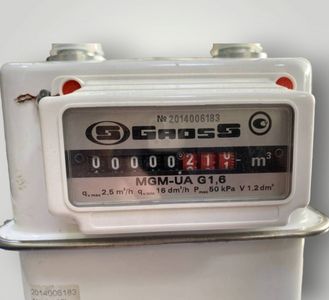 № 2014006183
GROSS
00000 211 m³
MGM-UA G1,6
qₘₐₓ 2,5 m³/h qₘᵢₙ 16 dm³/h Pₘₐₓ 50 kPa V 1,2 dm³
2014006183